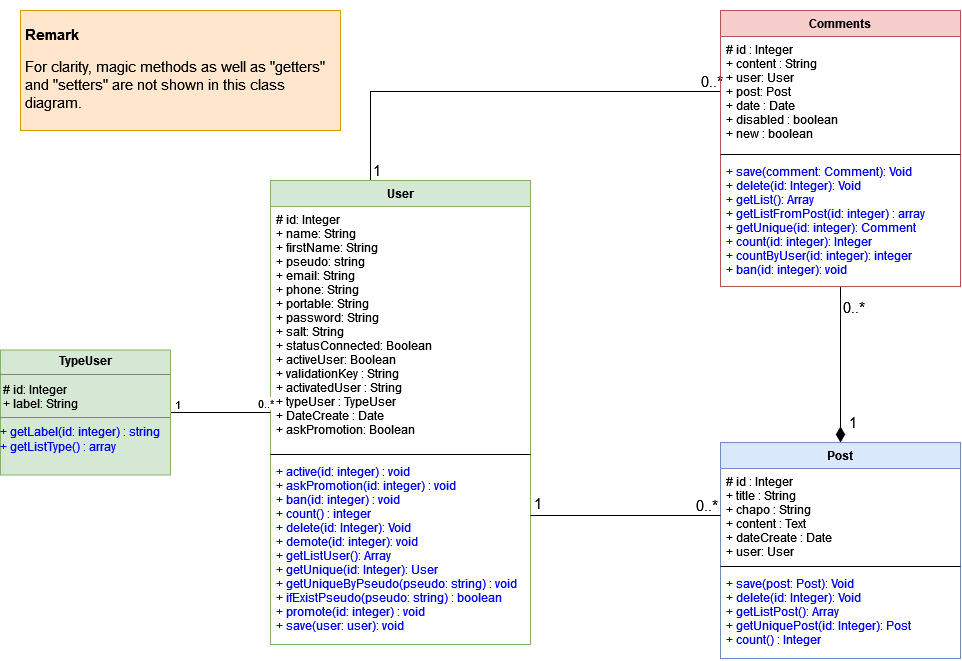 Remark
For clarity, magic methods as well as "getters"
and "setters" are not shown in this class
diagram.
Comments
# id : Integer
+ content : String
+ user: User
+ post: Post
+ date : Date
+ disabled : boolean
+ new : boolean
+ save(comment: Comment): Void
+ delete(id: Integer): Void
+ getList(): Array
+ getListFromPost(id: integer) : array
+ getUnique(id: integer): Comment
+ count(id: integer): Integer
+ countByUser(id: integer): integer
+ ban(id: integer): void
0..*
1
User
# id: Integer
+ name: String
+ firstName: String
+ pseudo: string
+ email: String
+ phone: String
+ portable: String
+ password: String
+ salt: String
+ statusConnected: Boolean
+ activeUser: Boolean
+ validationKey : String
+ activatedUser : String
+ typeUser : TypeUser
+ DateCreate : Date
+ askPromotion: Boolean
+ active(id: integer) : void
+ askPromotion(id: integer) : void
+ ban(id: integer) : void
+ count() : integer
+ delete(id: Integer): Void
+ demote(id: integer): void
+ getListUser(): Array
+ getUnique(id: Integer): User
+ getUniqueByPseudo(pseudo: string) : void
+ ifExistPseudo(pseudo: string) : boolean
+ promote(id: integer) : void
+ save(user: user): void
TypeUser
# id: Integer
+ label: String
+ getLabel(id: integer) : string
+ getListType() : array
1
0..*
0..*
1
1
0..*
Post
# id : Integer
+ title : String
+ chapo : String
+ content : Text
+ dateCreate : Date
+ user: User
+ save(post: Post): Void
+ delete(id: Integer): Void
+ getListPost(): Array
+ getUniquePost(id: Integer): Post
+ count() : Integer